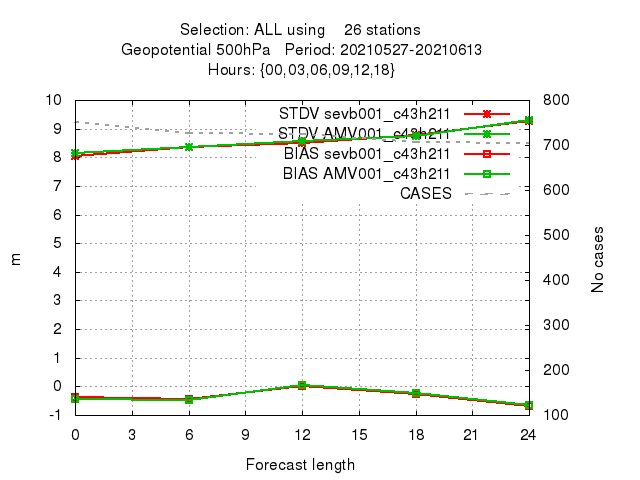 Selection: ALL using 26 stations
Geopotential 500hPa Period: 20210527-20210613
Hours: {00,03,06,09,12,18}
10
9
8
7
6
5
4
3
2
1
0
-1
m
800
700
600
500
400
300
200
100
No cases
STDV sevb001_c43h211
STDV AMV001_c43h211
BIAS sevb001_c43h211
BIAS AMV001_c43h211
CASES
0 3 6 9 12 15 18 21 24
Forecast length